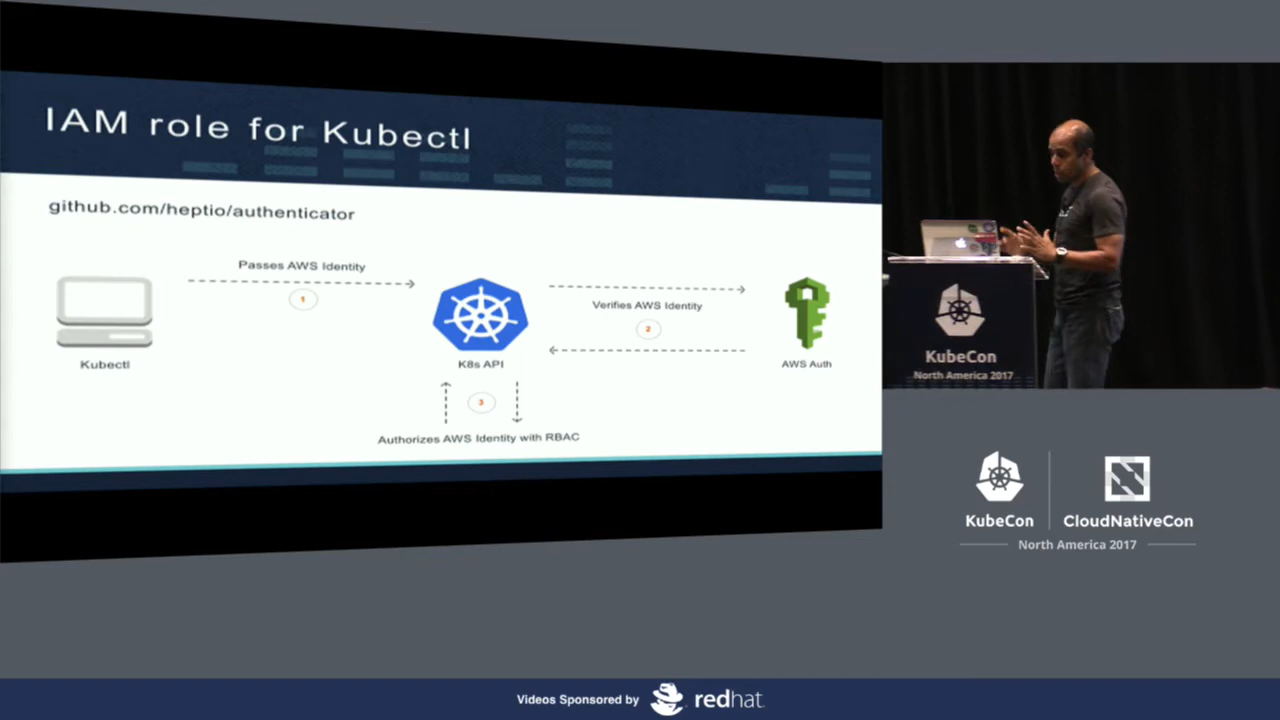 IAM role for Kubectl
github.com/heptio/authenticator
Passes AWS Identity
1
Verifies AWS Identity
2
Kubectl
K8s API
AWS Auth
3
Authorizes AWS Identity with RBAC
KubeCon
North America 2017
KubeCon
CloudNativeCon
North America 2017
Videos Sponsored by
redhat.